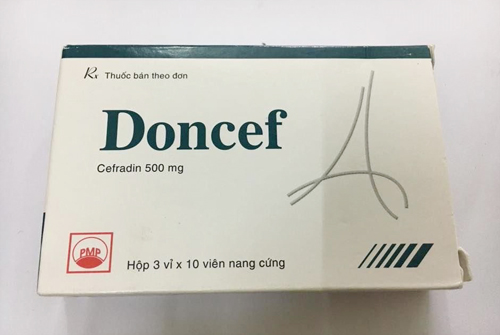 Rx Thuốc bán theo đơn
Doncef
Cefradin 500 mg
PMP
Hộp 3 vỉ x 10 viên nang cứng